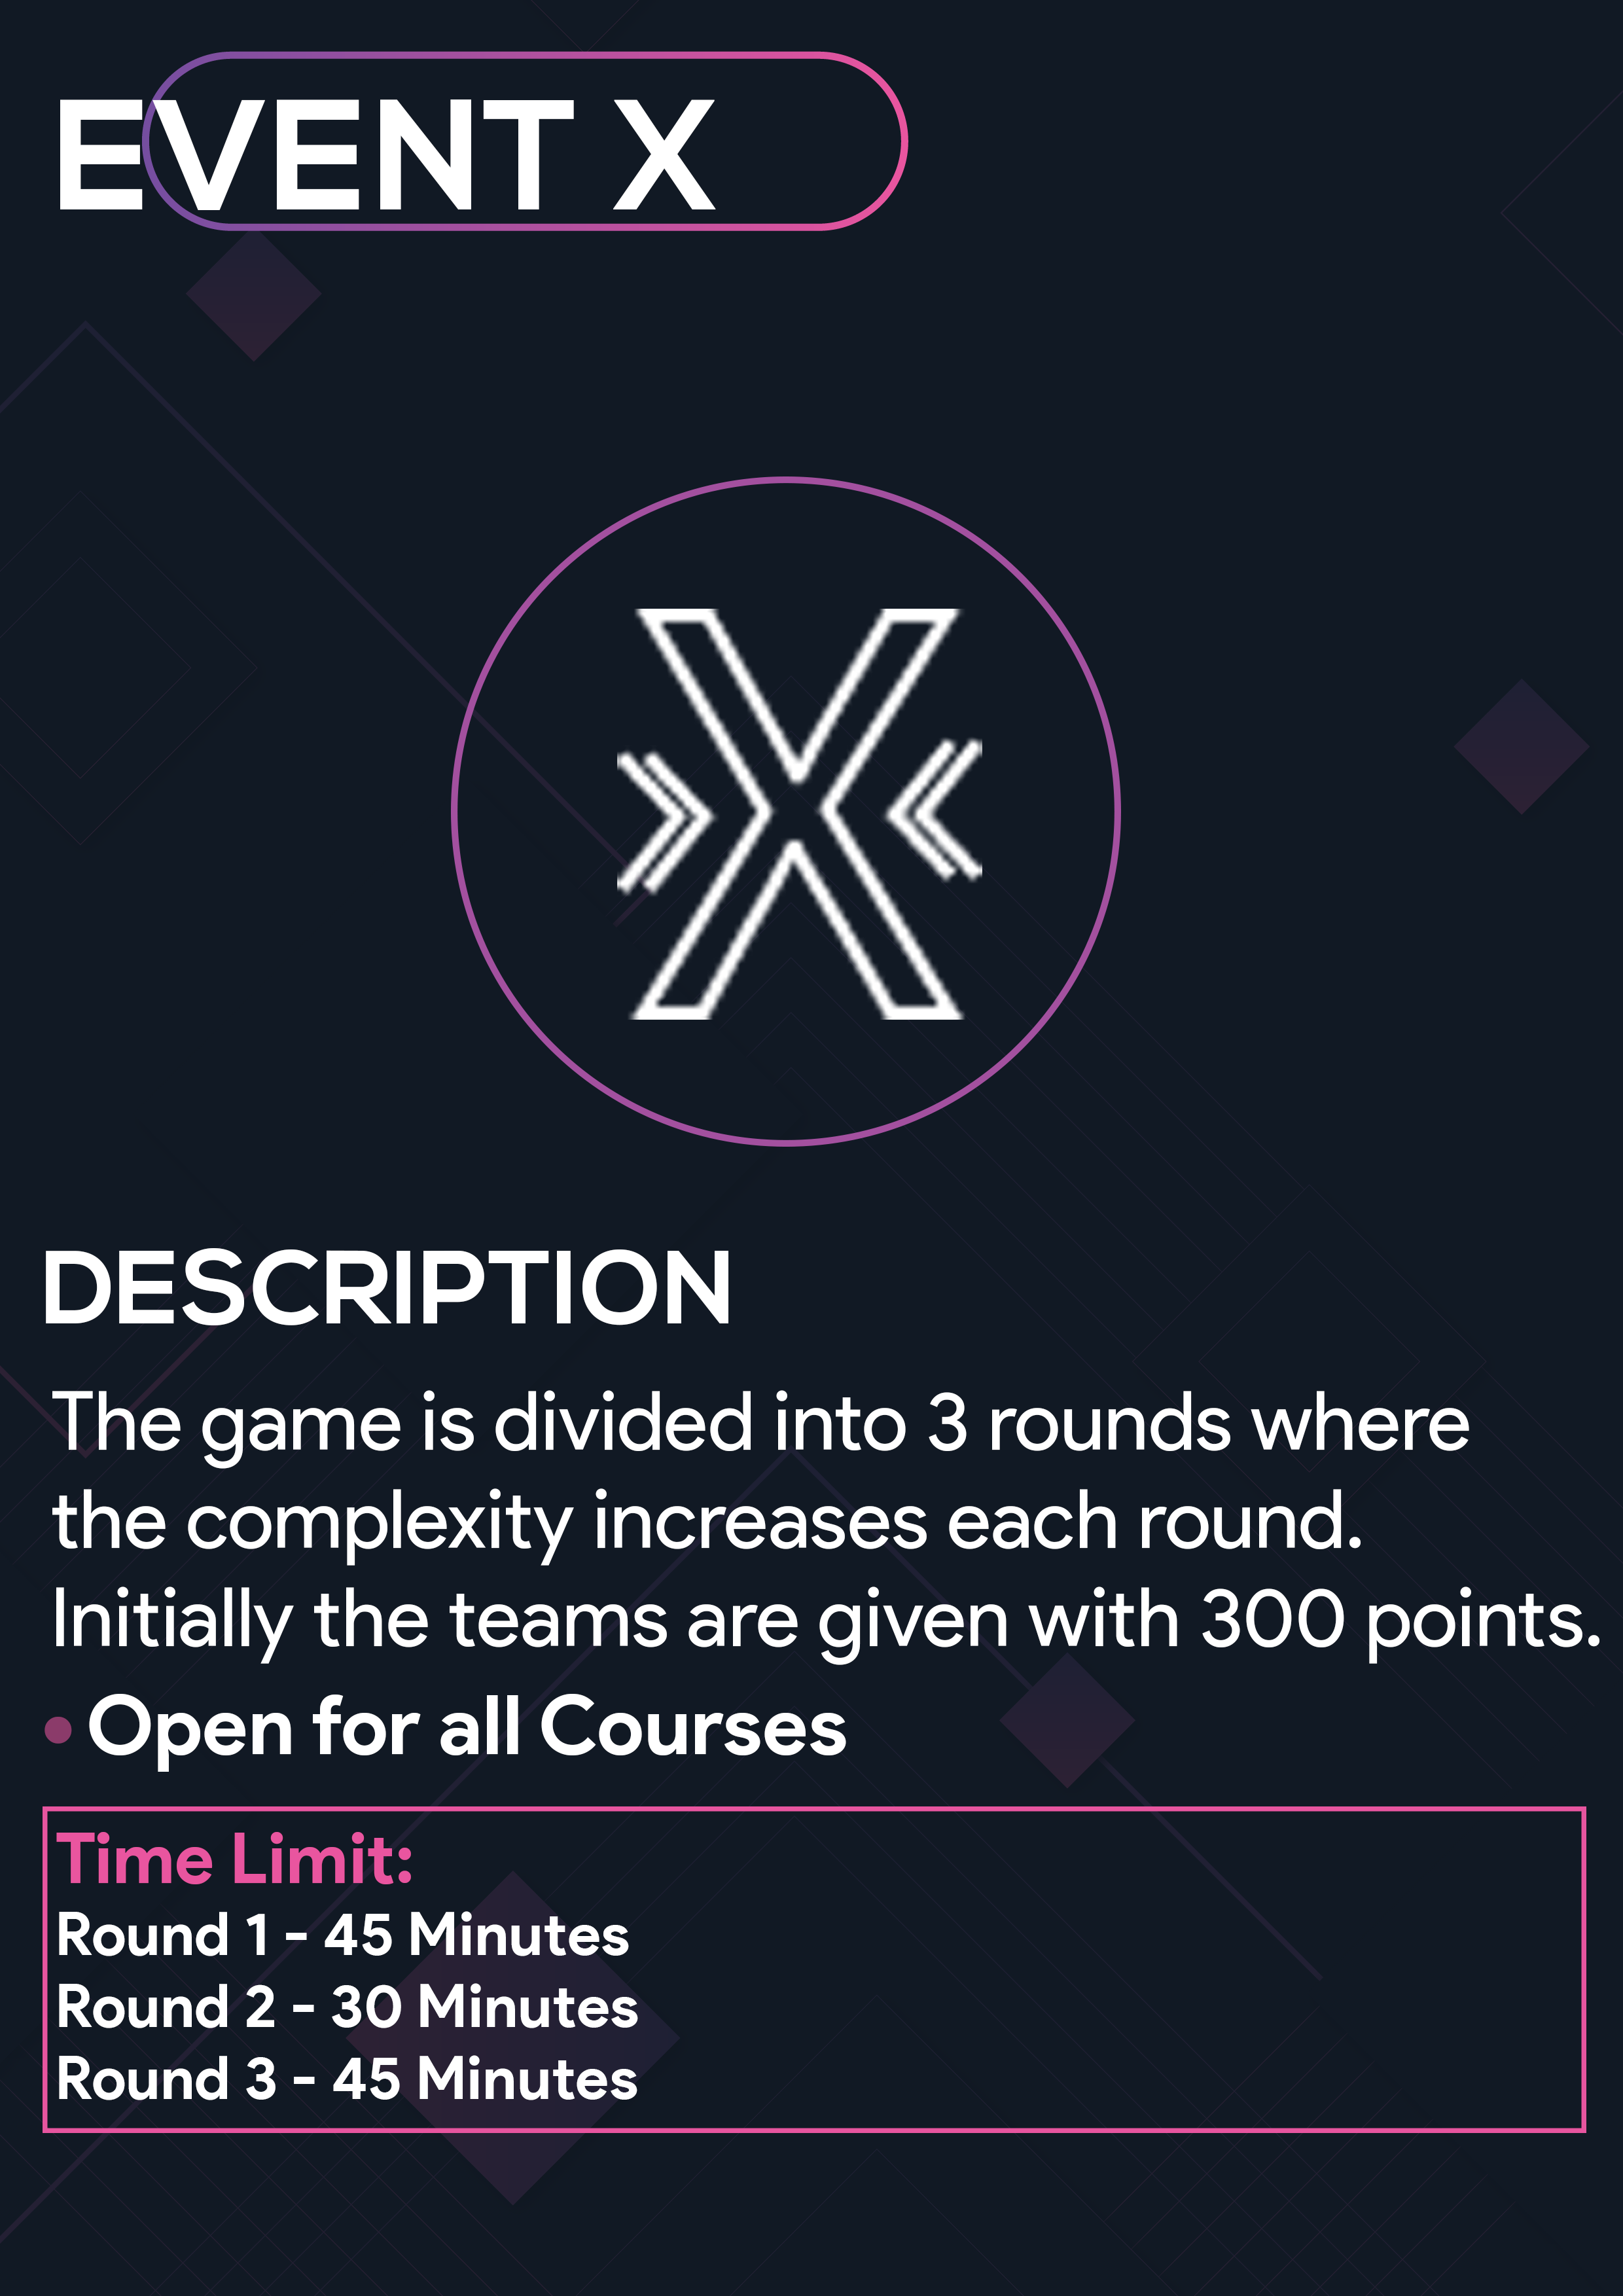 EVENT X
X
DESCRIPTION
The game is divided into 3 rounds where
the complexity increases each round.
Initially the teams are given with 300 points.
• Open for all Courses
Time Limit:
Round 1 - 45 Minutes
Round 2 - 30 Minutes
Round 3 - 45 Minutes